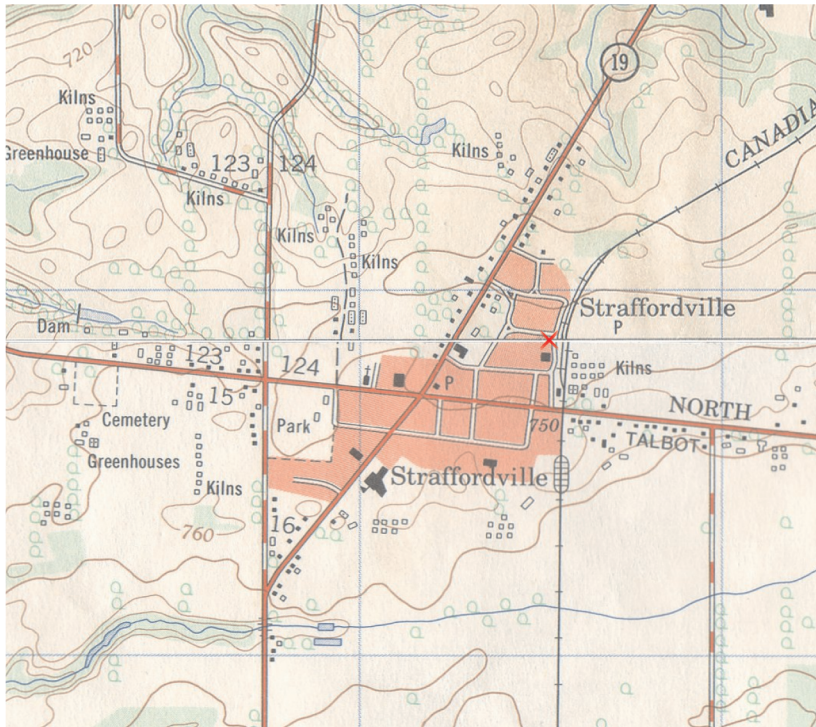 720
19
Kilns
CANADIA
Greenhouse
Kilns
123
124
Kilns
Kilns
Kilns
Straffordville
P
Dam
123
124
Kilns
15
P
NORTH
Cemetery
Park
750
TALBOT
Greenhouses
Straffordville
Kilns
16
760